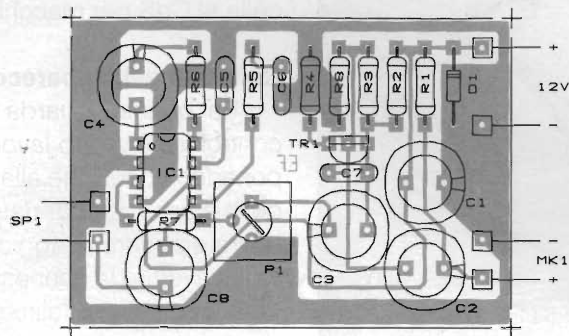 R6
C5
R5
C6
R4
R8
R3
R2
R1
D1
+
12V
-
C4
TR1
IC1
C7
C1
SP1
R7
P1
C3
C8
C2
-
MK1
+